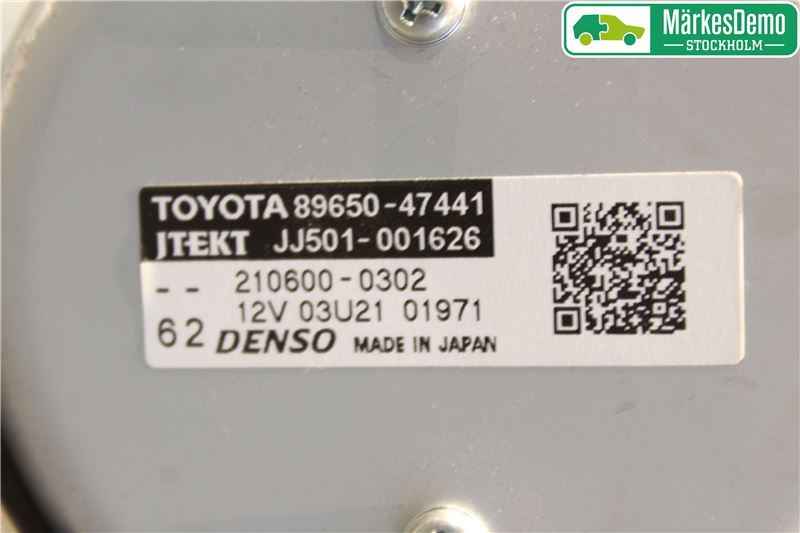 MärkesDemo
STOCKHOLM
TOYOTA 89650-47441
JTEKT JJ501-001626
-- 210600-0302
12V 03U21 01971
62 DENSO MADE IN JAPAN